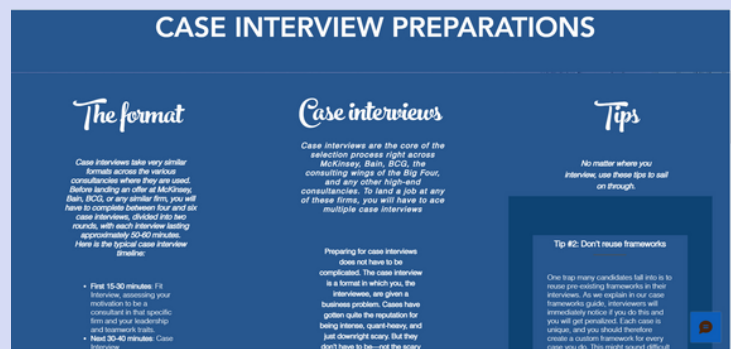 CASE INTERVIEW PREPARATIONS
The format
Case interviews take very similar
formats across the various
consultancies where they are used.
Before landing an offer at McKinsey,
Bain, BCG, or any similar firm, you will
have to complete between four and six
case interviews, divided into two
rounds, with each interview lasting
approximately 50-60 minutes.
Here is the typical case interview
timeline:
• First 15-30 minutes: Fit
Interview, assessing your
motivation to be a
consultant in that specific
firm and your leadership
and teamwork traits.
• Next 30-40 minutes: Case
Interview
Case interviews
Case interviews are the core of the
selection process right across
McKinsey, Bain, BCG, the
consulting wings of the Big Four,
and any other high-end
consultancies. To land a job at any
of these firms, you will have to ace
multiple case interviews
Preparing for case interviews
does not have to be
complicated. The case interview
is a format in which you, the
interviewee, are given a
business problem. Cases have
gotten quite the reputation for
being intense, quant-heavy, and
just downright scary. But they
don't have to be—not the scary
Tips
No matter where you
interview, use these tips to sail
on through.
Tip #2: Don't reuse frameworks
One trap many candidates fall into is to
reuse pre-existing frameworks in their
interviews. As we explain in our case
frameworks guide, interviewers will
immediately notice if you do this and
you will get penalized. Each case is
unique, and you should therefore
create a custom framework for every
case you do. This might sound difficult